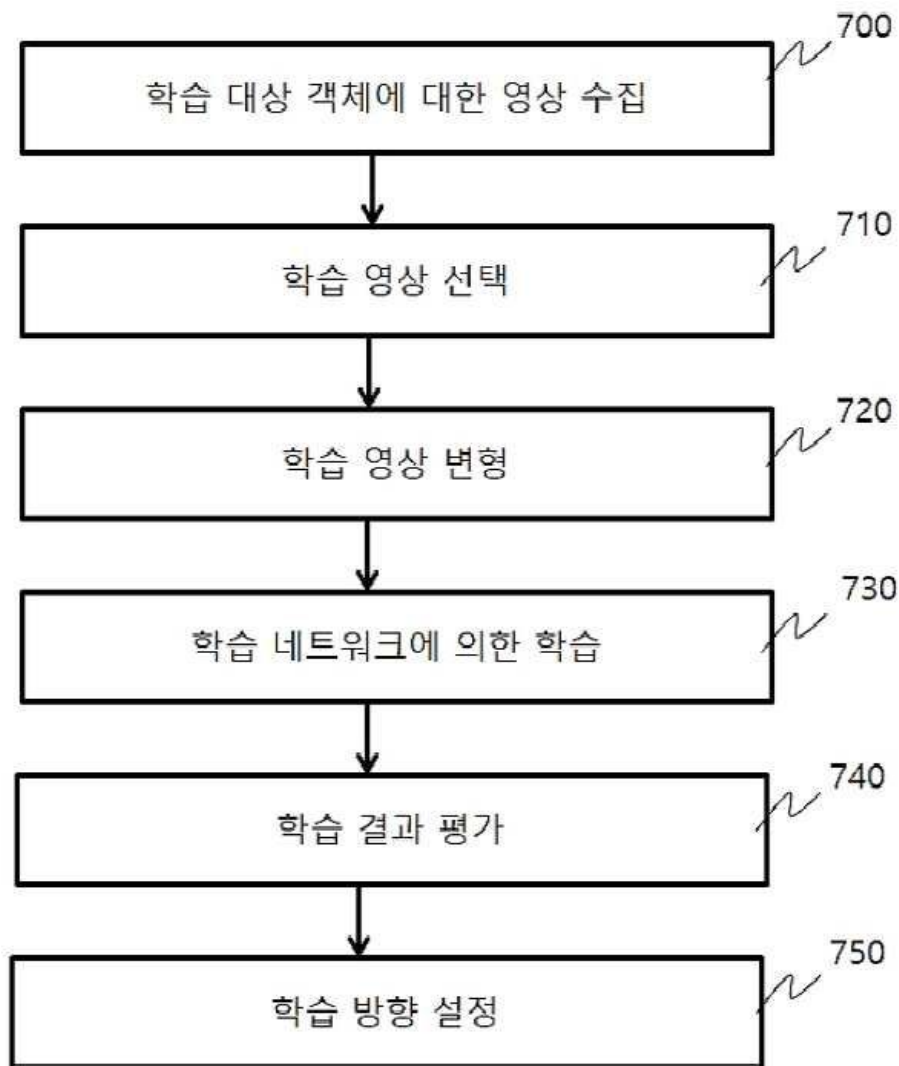 700
학습 대상 객체에 대한 영상 수집
710
학습 영상 선택
720
학습 영상 변형
730
학습 네트워크에 의한 학습
740
학습 결과 평가
750
학습 방향 설정